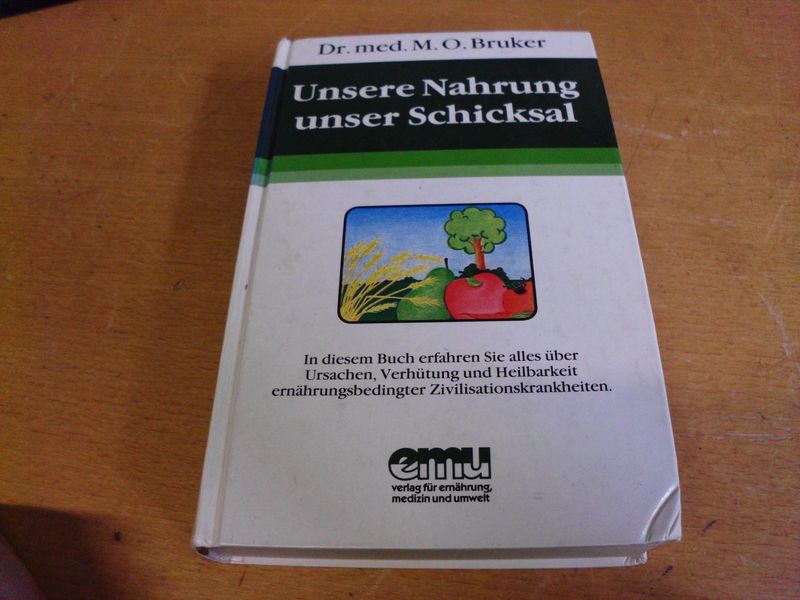 Dr. med. M. O. Bruker
Unsere Nahrung
unser Schicksal
In diesem Buch erfahren Sie alles über
Ursachen, Verhütung und Heilbarkeit
ernährungsbedingter Zivilisationskrankheiten.
emu
verlag für ernährung,
medizin und umwelt